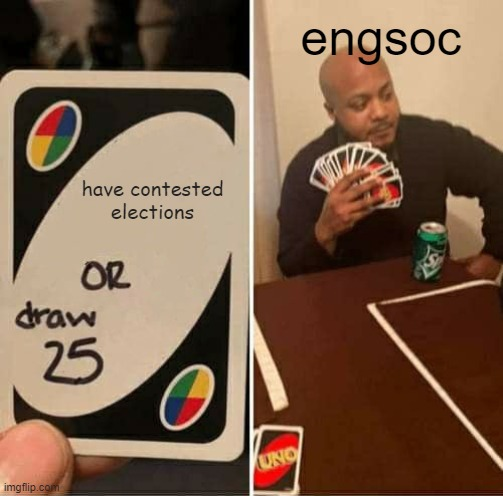 have contested
elections
OR
draw
25
engsoc
UNO
imgflip.com